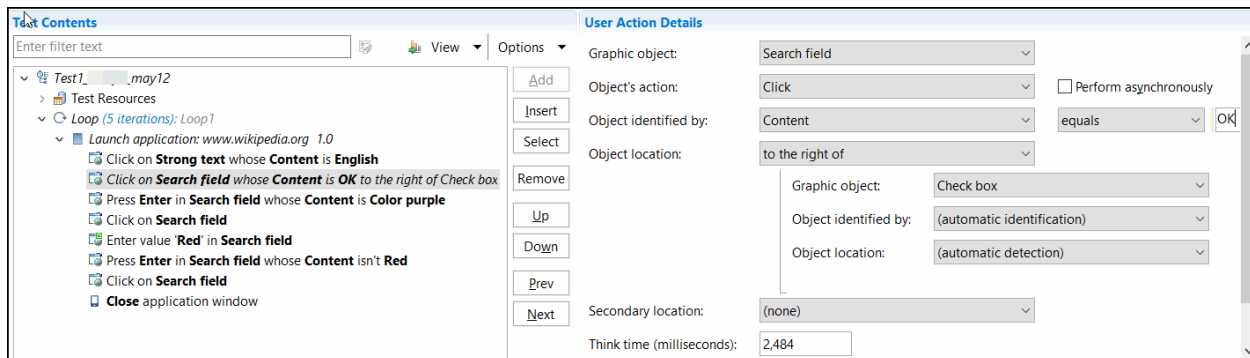 Test Contents
Enter filter text
View
Options
Test1_ _may12
Test Resources
Loop (5 iterations): Loop1
Launch application: www.wikipedia.org 1.0
Click on Strong text whose Content is English
Click on Search field whose Content is OK to the right of Check box
Press Enter in Search field whose Content is Color purple
Click on Search field
Enter value 'Red' in Search field
Press Enter in Search field whose Content isn't Red
Click on Search field
Close application window
Add
Insert
Select
Remove
Up
Down
Prev
Next
User Action Details
Graphic object: Search field
Object's action: Click Perform asynchronously
Object identified by: Content equals OK
Object location: to the right of
Graphic object: Check box
Object identified by: (automatic identification)
Object location: (automatic detection)
Secondary location: (none)
Think time (milliseconds): 2,484